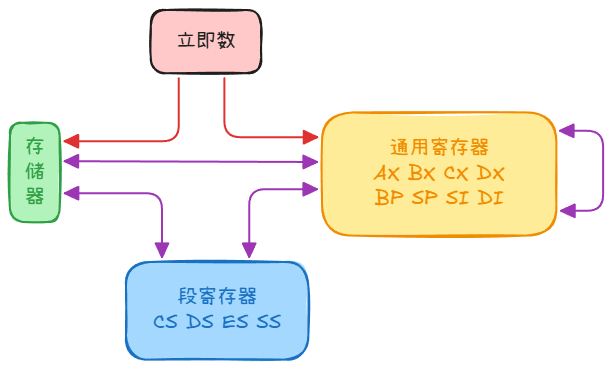 立即数
存
储
器
通用寄存器
AX BX CX DX
BP SP SI DI
段寄存器
CS DS ES SS